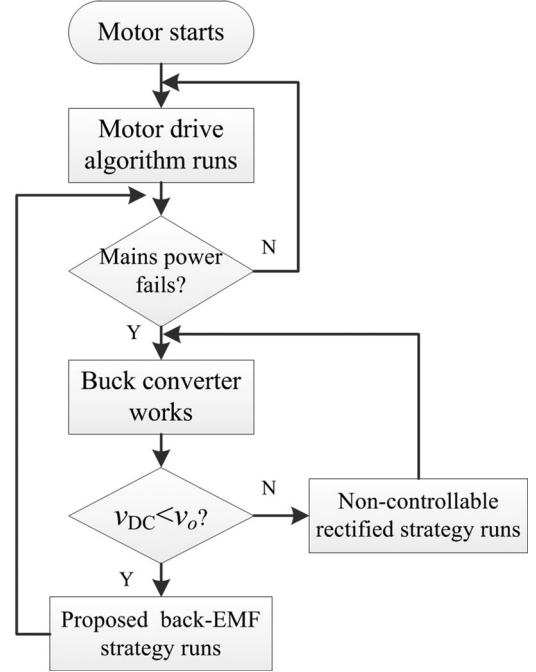 Motor starts
Motor drive
algorithm runs
Mains power
fails?
N
Y
Buck converter
works
vDC<vo?
N
Non-controllable
rectified strategy runs
Y
Proposed back-EMF
strategy runs